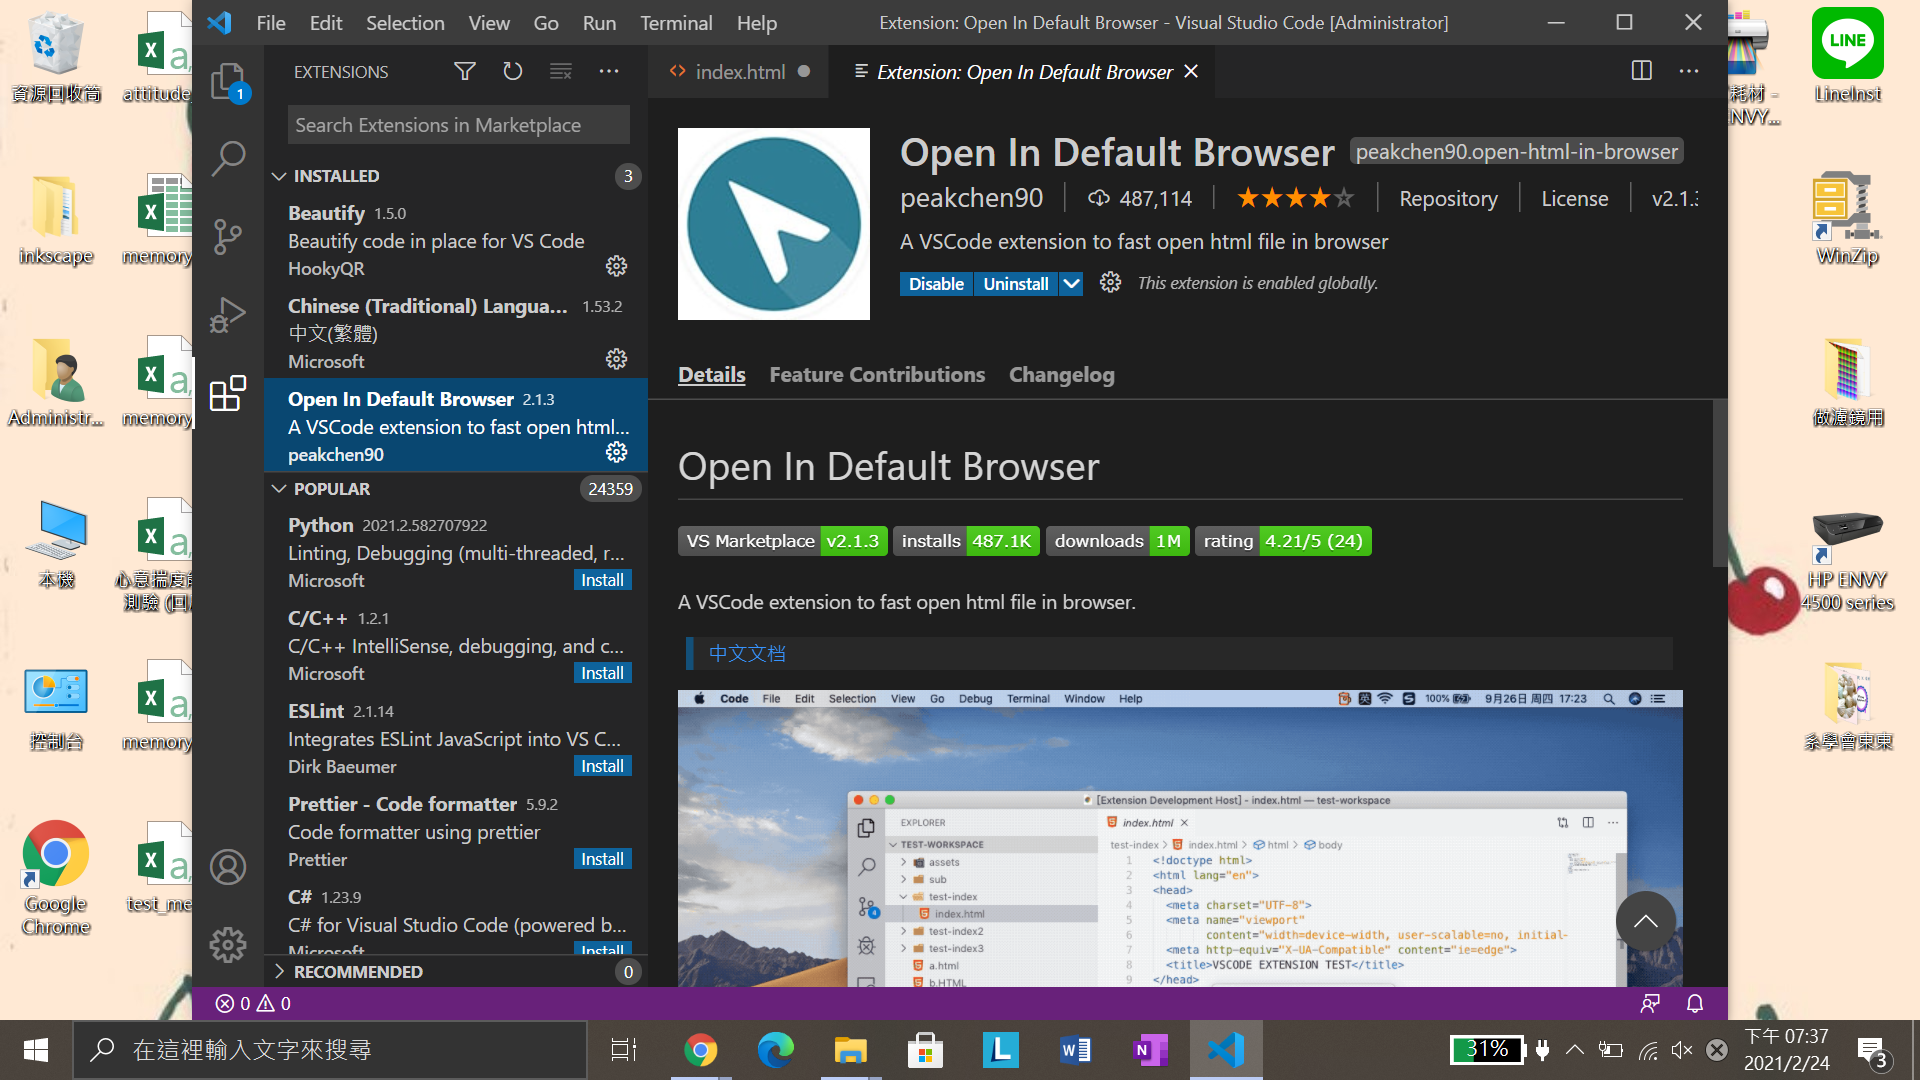 File Edit Selection View Go Run Terminal Help
Extension: Open In Default Browser - Visual Studio Code [Administrator]
EXTENSIONS
index.html
Extension: Open In Default Browser
1
Search Extensions in Marketplace
INSTALLED 3
Beautify 1.5.0
Beautify code in place for VS Code
HookyQR
Chinese (Traditional) Langua... 1.53.2
中文(繁體)
Microsoft
Open In Default Browser 2.1.3
A VSCode extension to fast open html...
peakchen90
POPULAR 24359
Python 2021.2.582707922
Linting, Debugging (multi-threaded, r...
Microsoft Install
C/C++ 1.2.1
C/C++ IntelliSense, debugging, and c...
Microsoft Install
ESLint 2.1.14
Integrates ESLint JavaScript into VS C...
Dirk Baeumer Install
Prettier - Code formatter 5.9.2
Code formatter using prettier
Prettier Install
C# 1.23.9
C# for Visual Studio Code (powered b...
Microsoft Install
RECOMMENDED 0
Open In Default Browser peakchen90.open-html-in-browser
peakchen90 487,114 Repository License v2.1.3
A VSCode extension to fast open html file in browser
Disable Uninstall This extension is enabled globally.
Details Feature Contributions Changelog
Open In Default Browser
VS Marketplace v2.1.3 installs 487.1K downloads 1M rating 4.21/5 (24)
A VSCode extension to fast open html file in browser.
中文文档
Code File Edit Selection View Go Debug Terminal Window Help
100% 9月26日 周四 17:23
[Extension Development Host] - index.html — test-workspace
EXPLORER
index.html
TEST-WORKSPACE
test-index > index.html > html > body
assets
sub
test-index
index.html
test-index2
test-index3
a.html
b.HTML
4
1 <!doctype html>
2 <html lang="en">
3 <head>
4 <meta charset="UTF-8">
5 <meta name="viewport"
6 content="width=device-width, user-scalable=no, initial-
7 <meta http-equiv="X-UA-Compatible" content="ie=edge">
8 <title>VSCODE EXTENSION TEST</title>
9 </head>
0 0
資源回收筒
attitude_
inkscape
memory
Administr...
memory
本機
心意揣度
測驗 (回
控制台
memory
Google
Chrome
test_me
耗材 -
NVY...
LINE
LineInst
WinZip
做濾鏡用
HP ENVY
4500 series
系學會東東
在這裡輸入文字來搜尋
31%
下午 07:37
2021/2/24
3